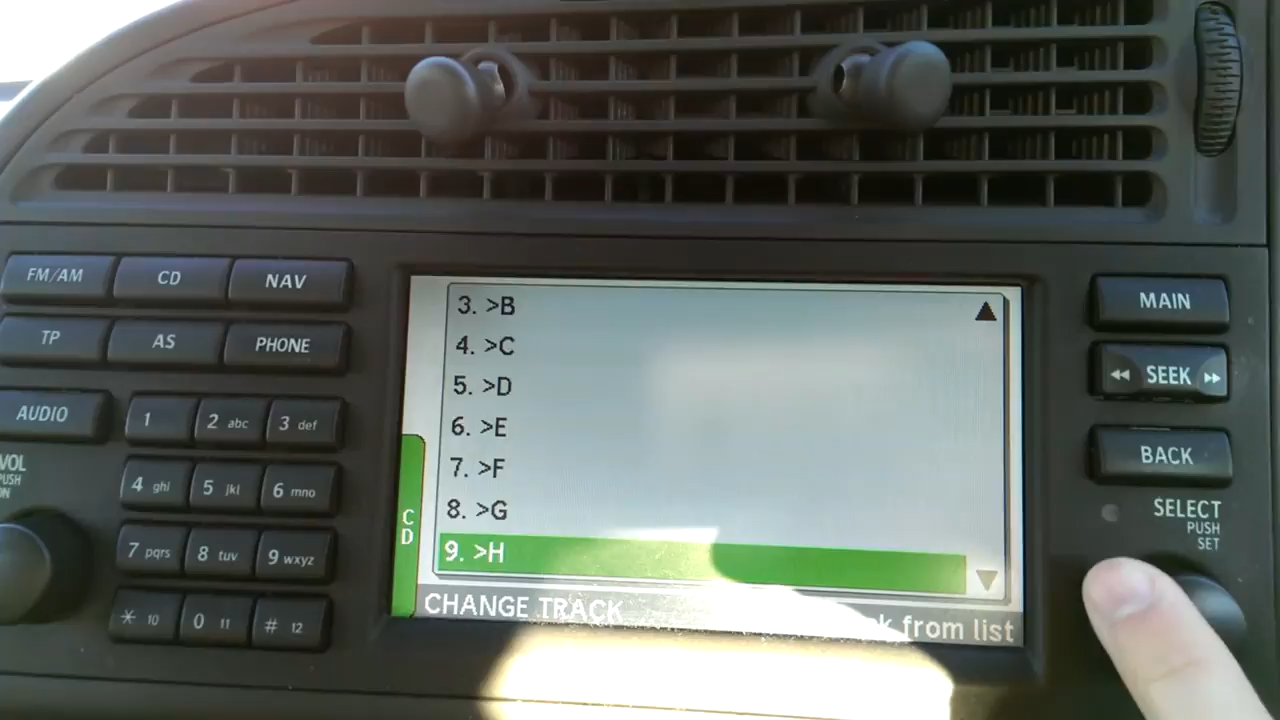 FM/AM CD NAV
TP AS PHONE
AUDIO 1 2 abc 3 def
VOL
PUSH
ON
4 ghi 5 jkl 6 mno
7 pqrs 8 tuv 9 wxyz
* 10 0 11 # 12
3. >B
4. >C
5. >D
6. >E
7. >F
8. >G
9. >H
CD
CHANGE TRACK
from list
MAIN
SEEK
BACK
SELECT
PUSH
SET